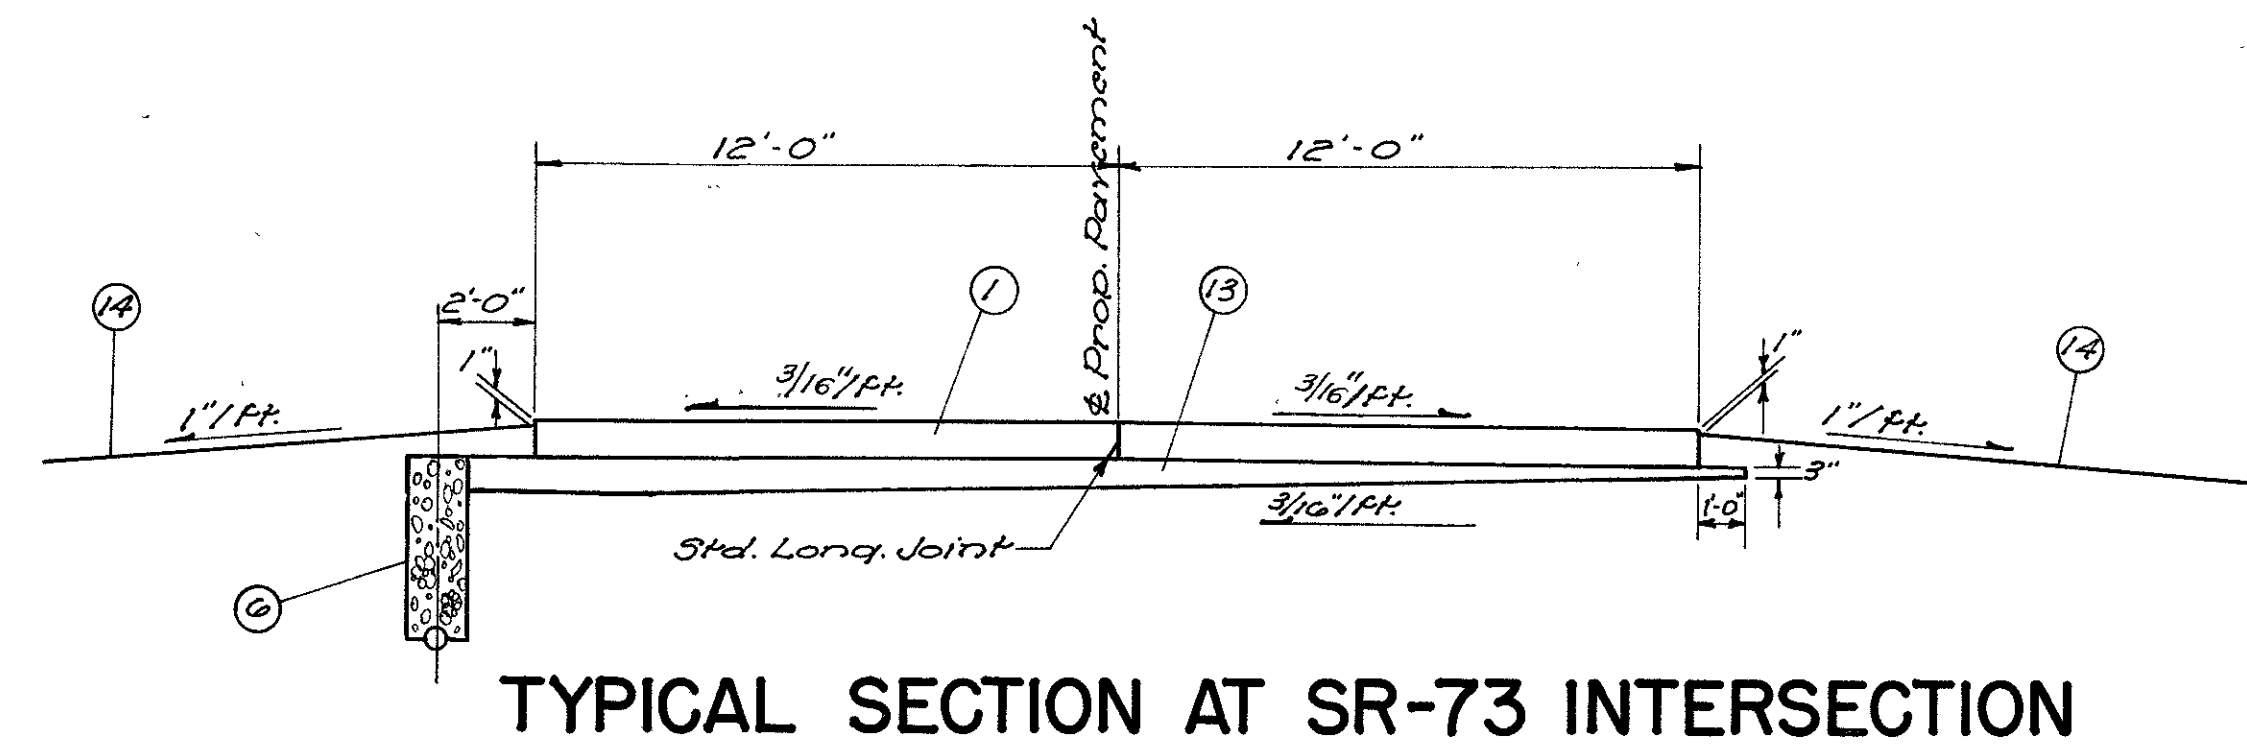 ℄ Prop. Pavement
12'-0"
12'-0"
14
2'-0"
1
13
1"
14
1"
3/16"/ft.
3/16"/ft.
1"/ft.
1"/ft.
3"
3/16"/ft.
1'-0"
Std. Long. Joint
6
TYPICAL SECTION AT SR-73 INTERSECTION